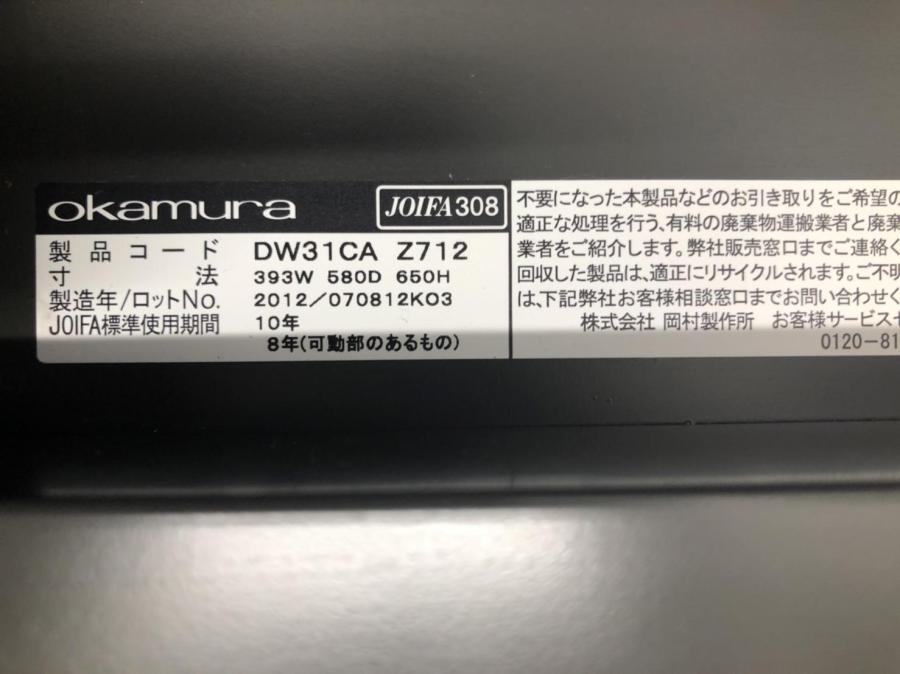 okamura
JOIFA308
製品コード DW31CA Z712
寸法 393W 580D 650H
製造年/ロットNo. 2012/070812K03
JOIFA標準使用期間 10年
8年(可動部のあるもの)
不要になった本製品などのお引き取りをご希望の
適正な処理を行う、有料の廃棄物運搬業者と廃棄
業者をご紹介します。弊社販売窓口までご連絡く
回収した製品は、適正にリサイクルされます。ご不明
は、下記弊社お客様相談窓口までお問い合わせく
株式会社 岡村製作所 お客様サービスセ
0120-81